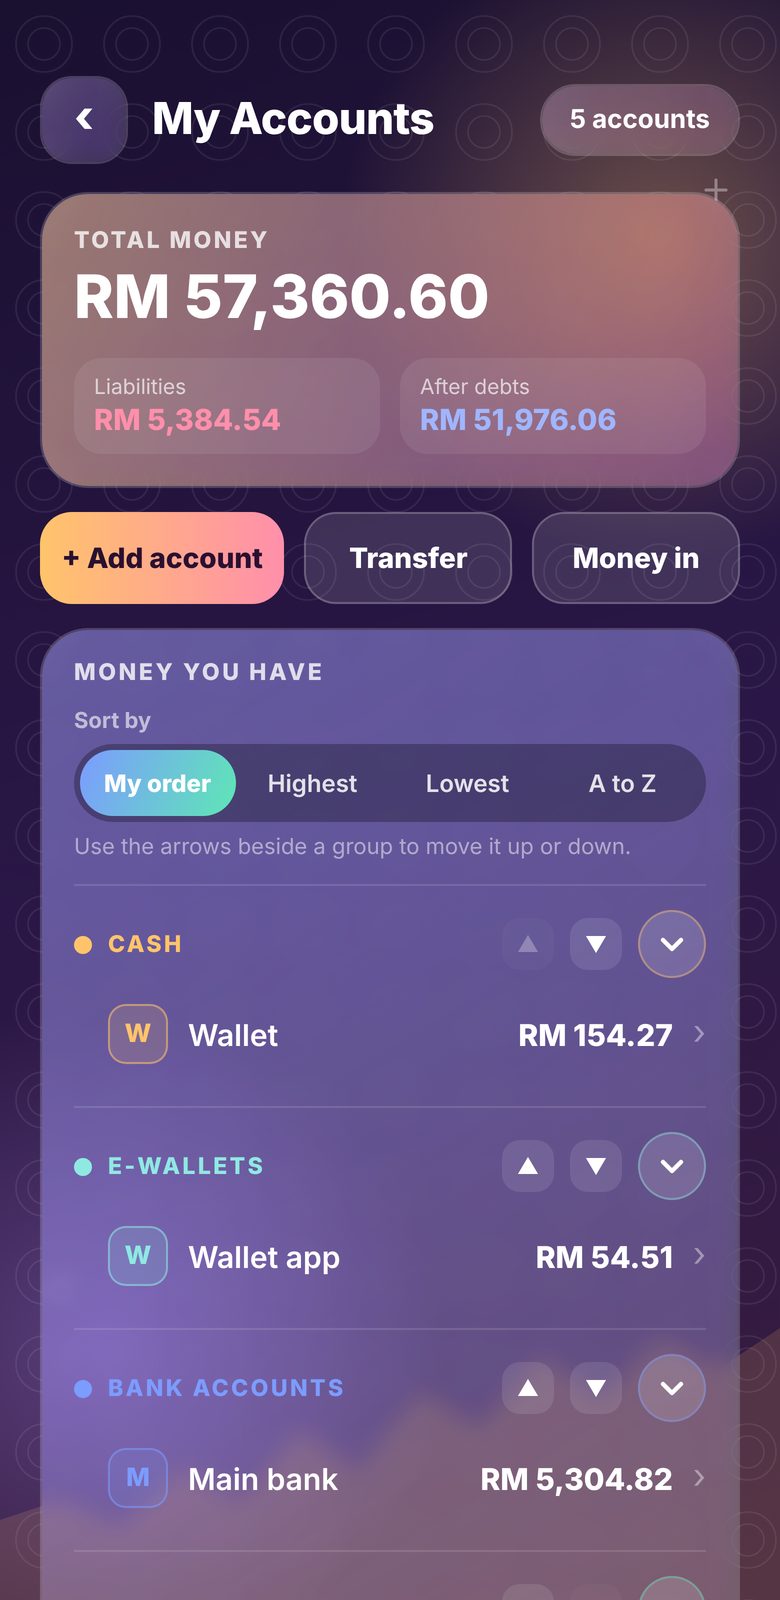 My Accounts
5 accounts
TOTAL MONEY
RM 57,360.60
Liabilities
RM 5,384.54
After debts
RM 51,976.06
+ Add account
Transfer
Money in
MONEY YOU HAVE
Sort by
My order
Highest
Lowest
A to Z
Use the arrows beside a group to move it up or down.
CASH
W
Wallet
RM 154.27
E-WALLETS
W
Wallet app
RM 54.51
BANK ACCOUNTS
M
Main bank
RM 5,304.82